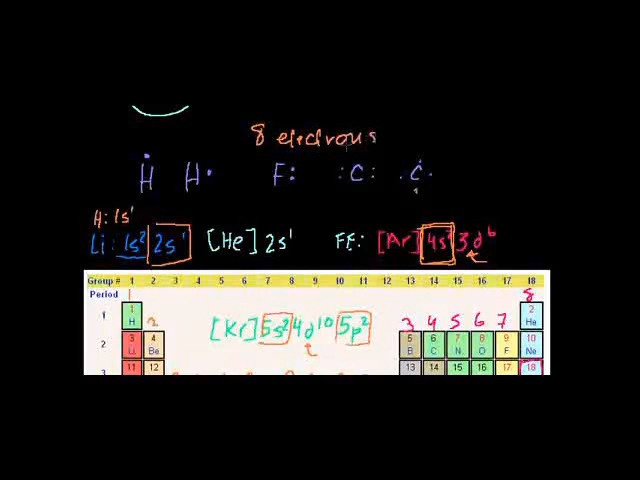 8 electrons
H H· F: :C: ·C·
H: 1s¹
Li: 1s² 2s¹ [He] 2s¹ FE: [Ar] 4s² 3d⁶
Group # 1 2 3 4 5 6 7 8 9 10 11 12 13 14 15 16 17 18
Period 1 8
1 1 H 2 [Kr] 5s² 4d¹⁰ 5p² 3 4 5 6 7 2 He
2 3 Li 4 Be 5 B 6 C 7 N 8 O 9 F 10 Ne
11 12 13 14 15 16 17 18